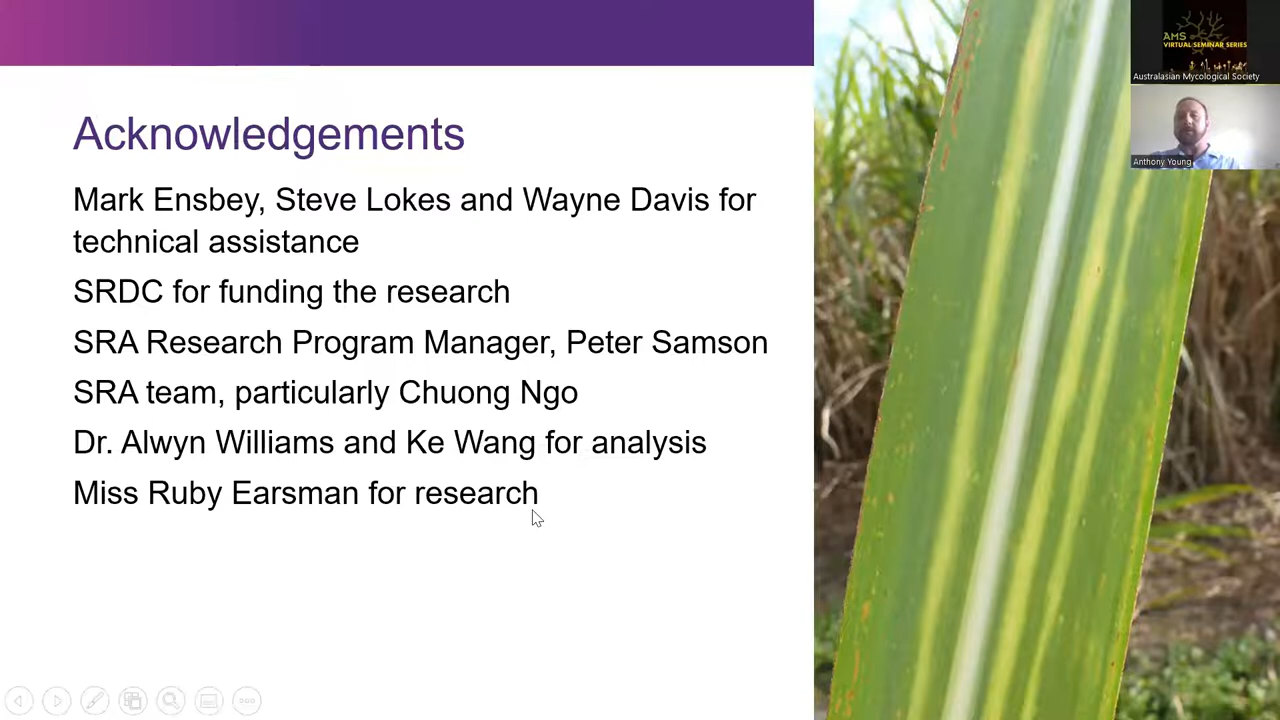 Acknowledgements
Mark Ensbey, Steve Lokes and Wayne Davis for
technical assistance
SRDC for funding the research
SRA Research Program Manager, Peter Samson
SRA team, particularly Chuong Ngo
Dr. Alwyn Williams and Ke Wang for analysis
Miss Ruby Earsman for research
AMS
VIRTUAL SEMINAR SERIES
Australasian Mycological Society
Anthony Young